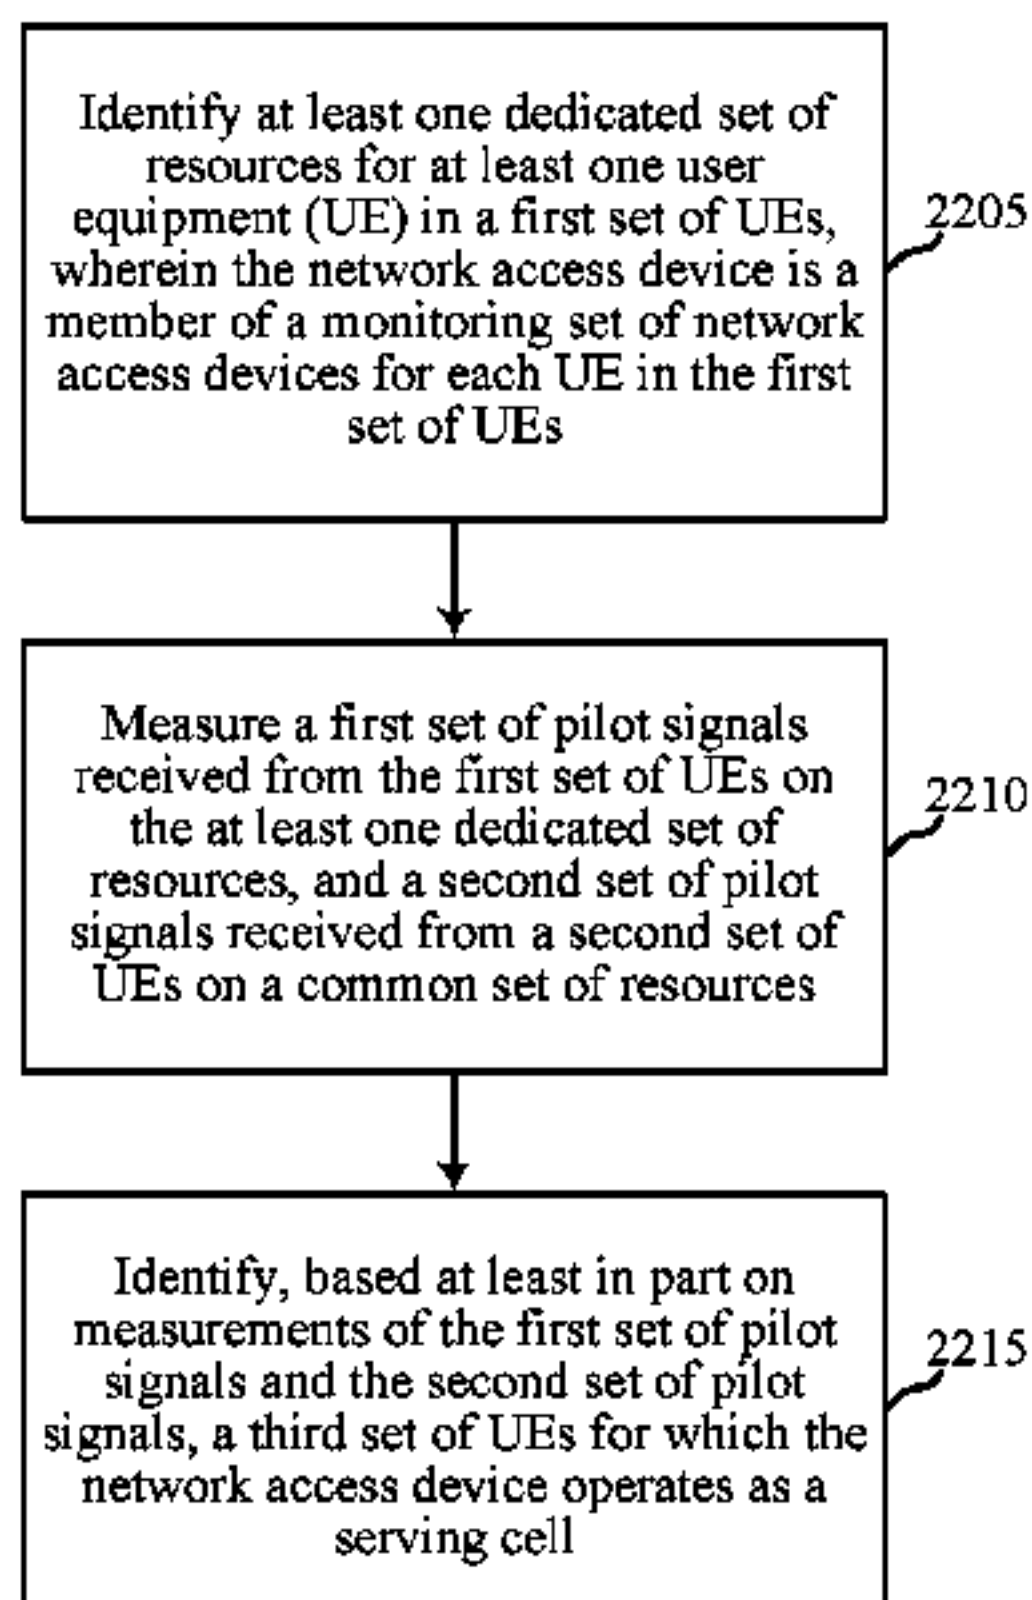 Identify at least one dedicated set of
resources for at least one user
equipment (UE) in a first set of UEs,
wherein the network access device is a
member of a monitoring set of network
access devices for each UE in the first
set of UEs
2205
Measure a first set of pilot signals
received from the first set of UEs on
the at least one dedicated set of
resources, and a second set of pilot
signals received from a second set of
UEs on a common set of resources
2210
Identify, based at least in part on
measurements of the first set of pilot
signals and the second set of pilot
signals, a third set of UEs for which the
network access device operates as a
serving cell
2215